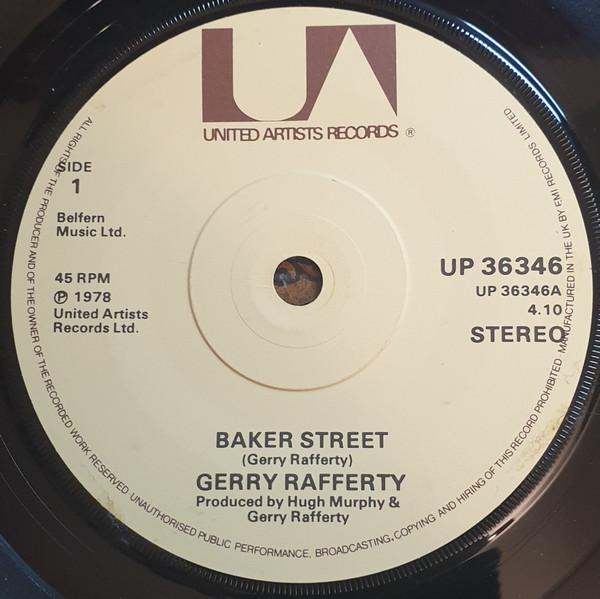 UA
UNITED ARTISTS RECORDS ®
SIDE
1
Belfern
Music Ltd.
45 RPM
℗ 1978
United Artists
Records Ltd.
UP 36346
UP 36346A
4.10
STEREO
BAKER STREET
(Gerry Rafferty)
GERRY RAFFERTY
Produced by Hugh Murphy &
Gerry Rafferty
ALL RIGHTS OF THE PRODUCER AND OF THE OWNER OF THE RECORDED WORK RESERVED. UNAUTHORISED PUBLIC PERFORMANCE, BROADCASTING, COPYING AND HIRING OF THIS RECORD PROHIBITED. MANUFACTURED IN THE UK BY EMI RECORDS LIMITED